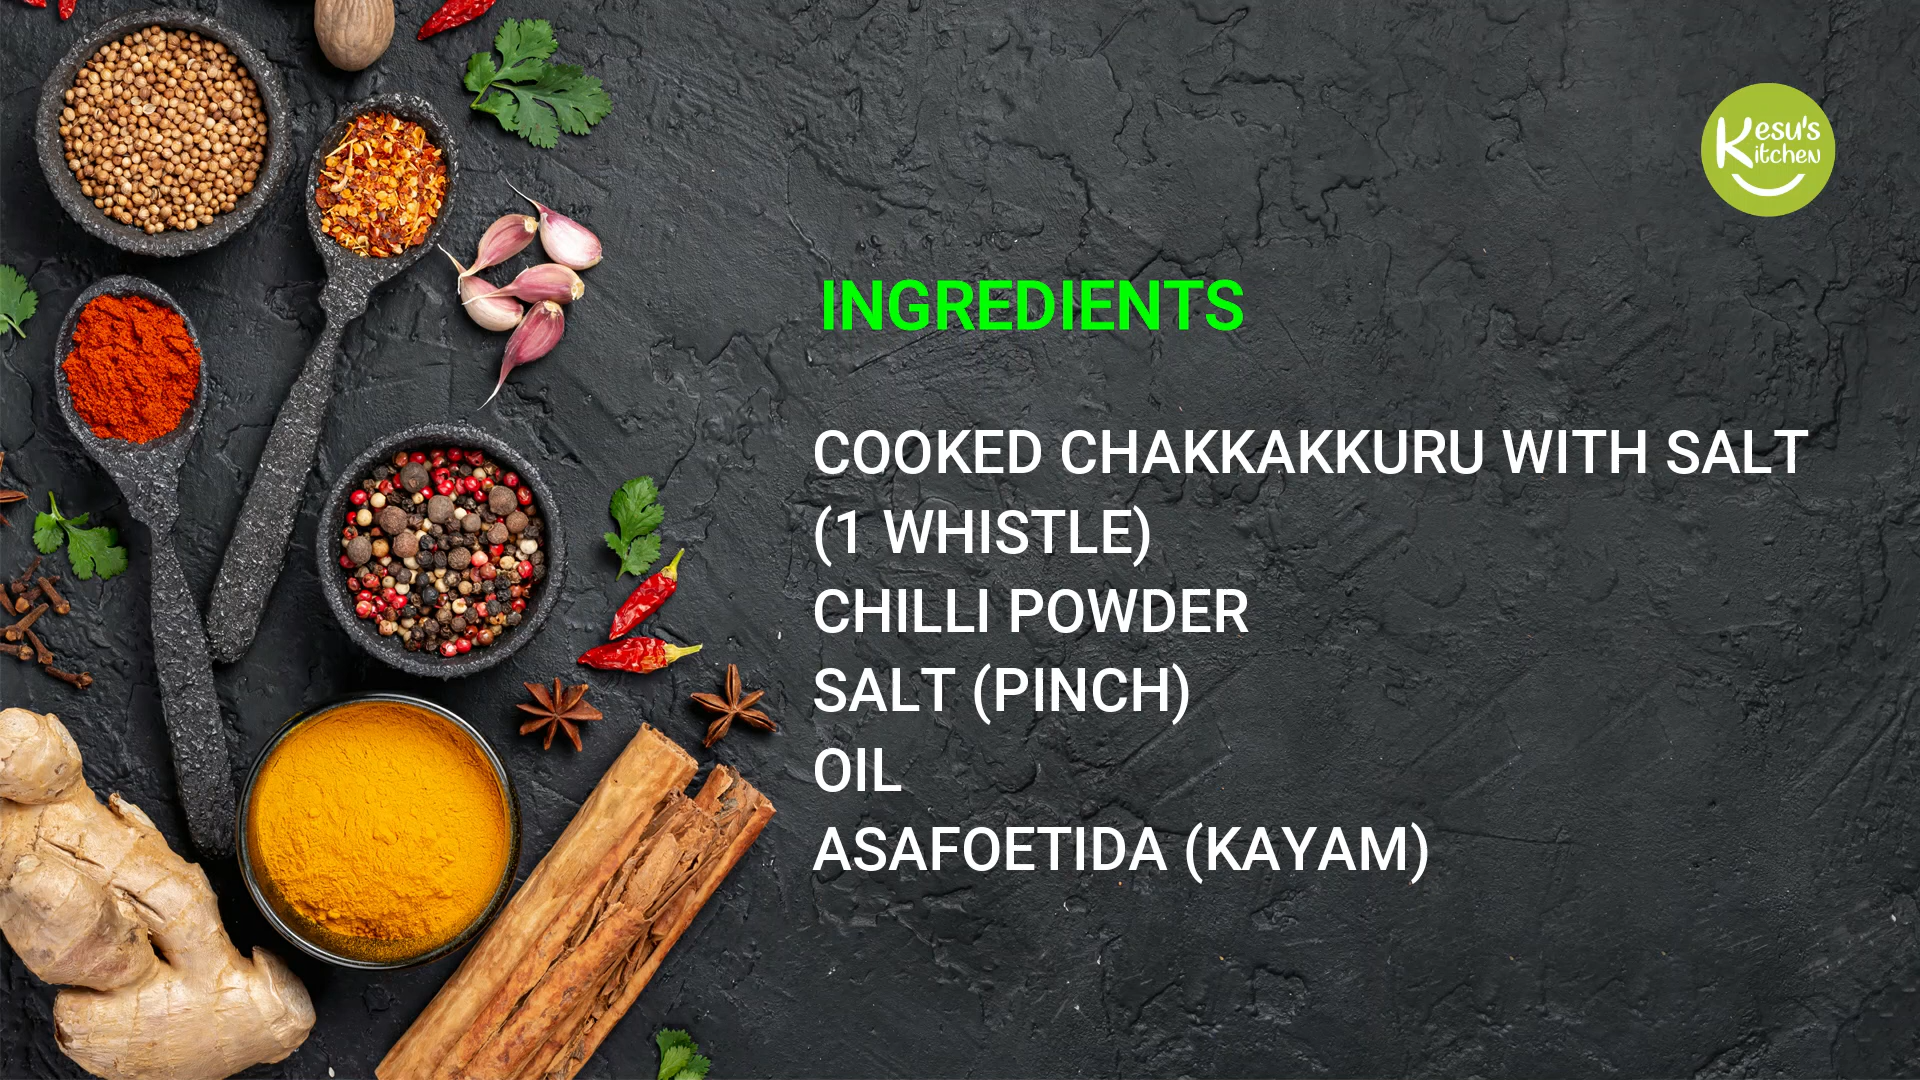 Kesu's
Kitchen
INGREDIENTS
COOKED CHAKKAKKURU WITH SALT
(1 WHISTLE)
CHILLI POWDER
SALT (PINCH)
OIL
ASAFOETIDA (KAYAM)